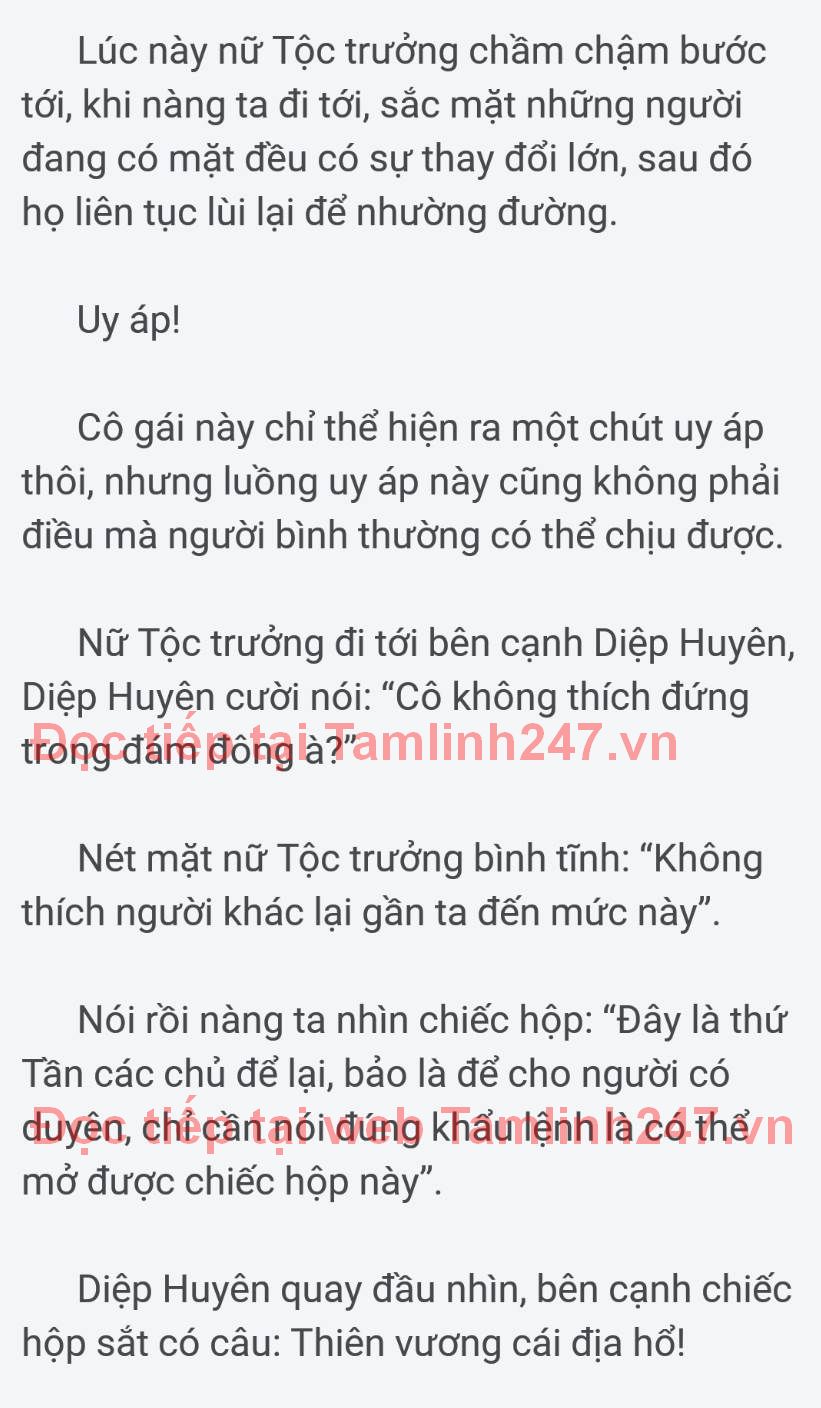 Lúc này nữ Tộc trưởng chầm chậm bước
tới, khi nàng ta đi tới, sắc mặt những người
đang có mặt đều có sự thay đổi lớn, sau đó
họ liên tục lùi lại để nhường đường.
Uy áp!
Cô gái này chỉ thể hiện ra một chút uy áp
thôi, nhưng luồng uy áp này cũng không phải
điều mà người bình thường có thể chịu được.
Nữ Tộc trưởng đi tới bên cạnh Diệp Huyên,
Diệp Huyên cười nói: “Cô không thích đứng
Đọc tiếp tại Tamlinh247.vn
trong đám đông à?”
Nét mặt nữ Tộc trưởng bình tĩnh: “Không
thích người khác lại gần ta đến mức này”.
Nói rồi nàng ta nhìn chiếc hộp: “Đây là thứ
Tần các chủ để lại, bảo là để cho người có
Đọc tiếp tại web Tamlinh247.vn
duyên, chỉ cần nói đúng khẩu lệnh là có thể
mở được chiếc hộp này”.
Diệp Huyên quay đầu nhìn, bên cạnh chiếc
hộp sắt có câu: Thiên vương cái địa hổ!